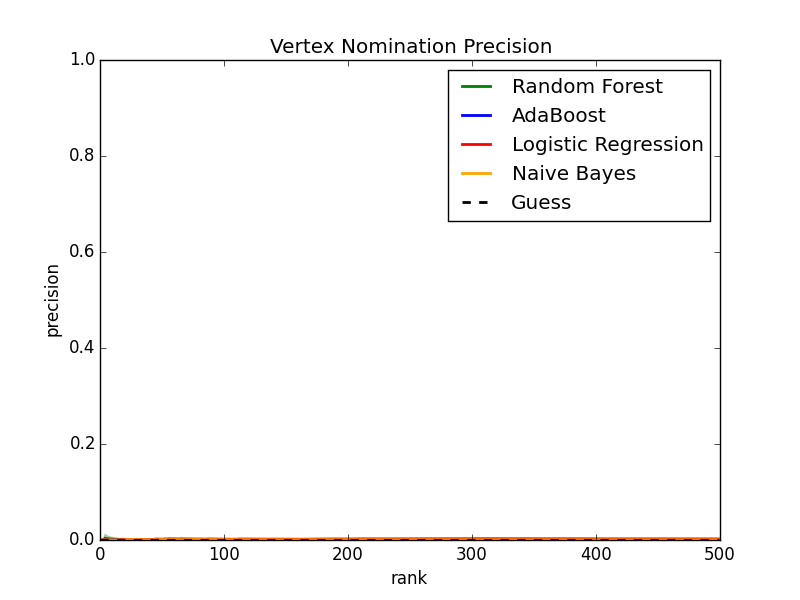 Vertex Nomination Precision
1.0
0.8
0.6
0.4
0.2
0.0
precision
Random Forest
AdaBoost
Logistic Regression
Naive Bayes
Guess
0 100 200 300 400 500
rank